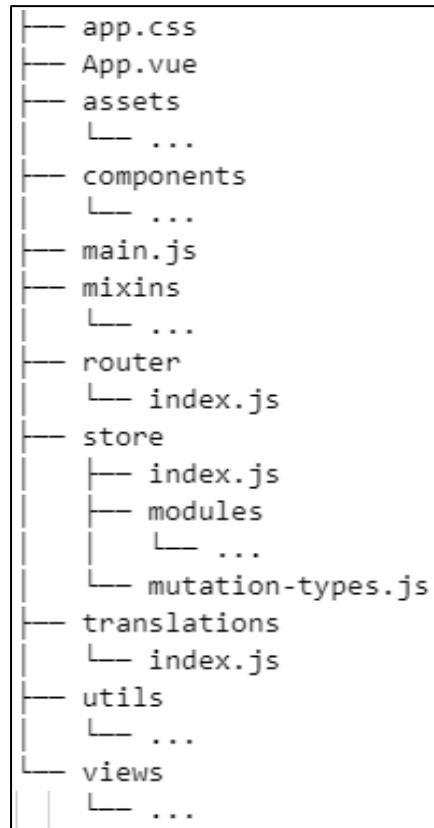 ├── app.css
├── App.vue
├── assets
│   └── ...
├── components
│   └── ...
├── main.js
├── mixins
│   └── ...
├── router
│   └── index.js
├── store
│   ├── index.js
│   ├── modules
│   │   └── ...
│   └── mutation-types.js
├── translations
│   └── index.js
├── utils
│   └── ...
└── views
    └── ...